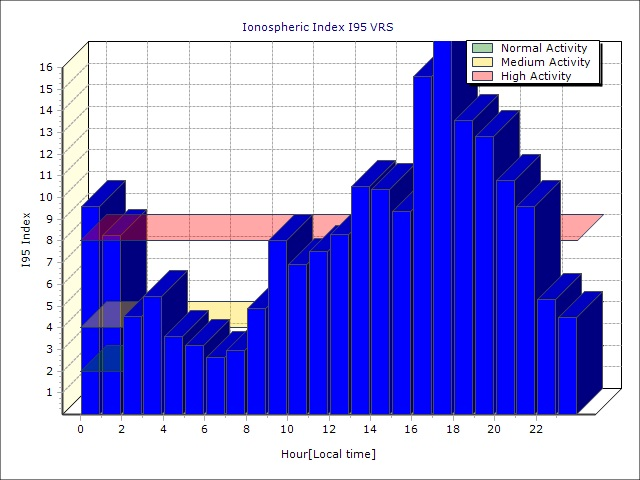 Ionospheric Index I95 VRS
Normal Activity
Medium Activity
High Activity
16
15
14
13
12
11
10
9
8
7
6
5
4
3
2
1
I95 Index
0 2 4 6 8 10 12 14 16 18 20 22
Hour[Local time]